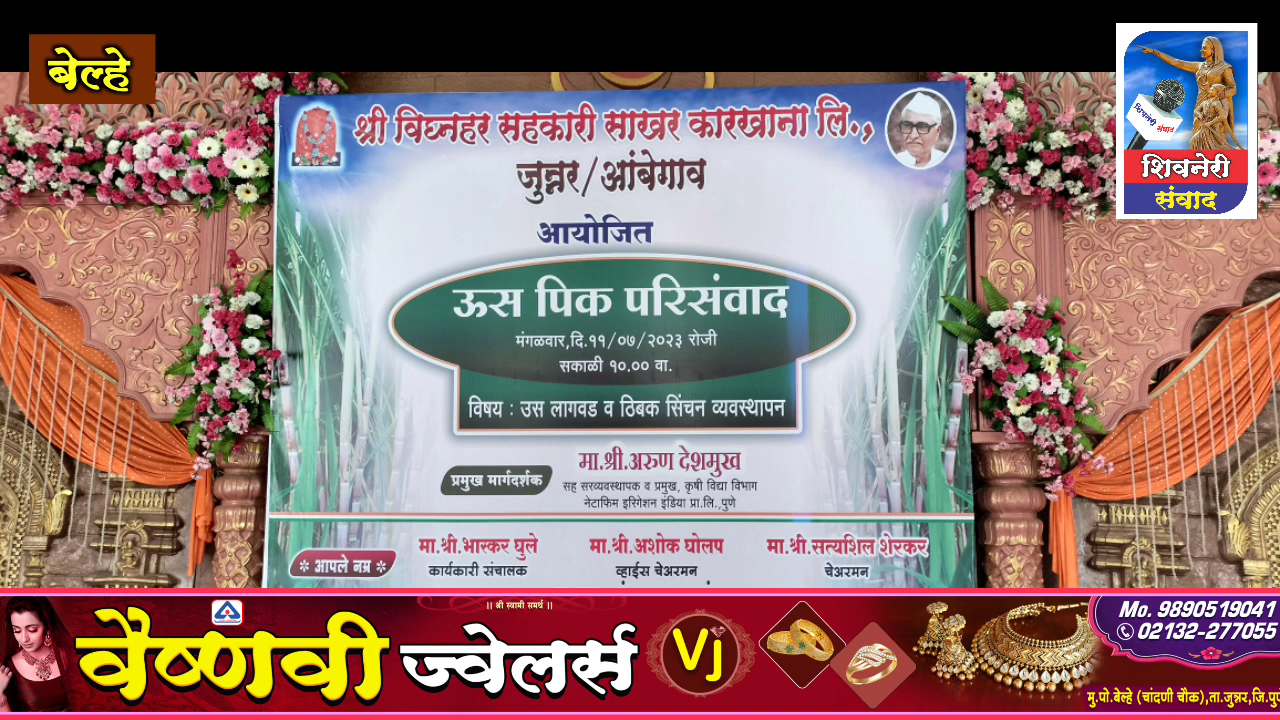 बेल्हे
श्री विघ्नहर सहकारी साखर कारखाना लि.,
जुन्नर/आंबेगाव
आयोजित
ऊस पिक परिसंवाद
मंगळवार,दि.११/०७/२०२३ रोजी
सकाळी १०.०० वा.
विषय : उस लागवड व ठिबक सिंचन व्यवस्थापन
प्रमुख मार्गदर्शक
मा.श्री.अरुण देशमुख
सह सरव्यवस्थापक व प्रमुख, कृषी विद्या विभाग
नेटाफिम इरिगेशन इंडिया प्रा.लि.,पुणे
आपले नम्र
मा.श्री.भास्कर घुले
कार्यकारी संचालक
मा.श्री.अशोक घोलप
व्हाईस चेअरमन
मा.श्री.सत्यशिल शेरकर
चेअरमन
शिवनेरी संवाद
शिवनेरी
संवाद
|| श्री स्वामी समर्थ ||
वैष्णवी ज्वेलर्स
VJ
Mo. 9890519041
02132-277055
मु.पो.बेल्हे (चांदणी चौक),ता.जुन्नर,जि.पु